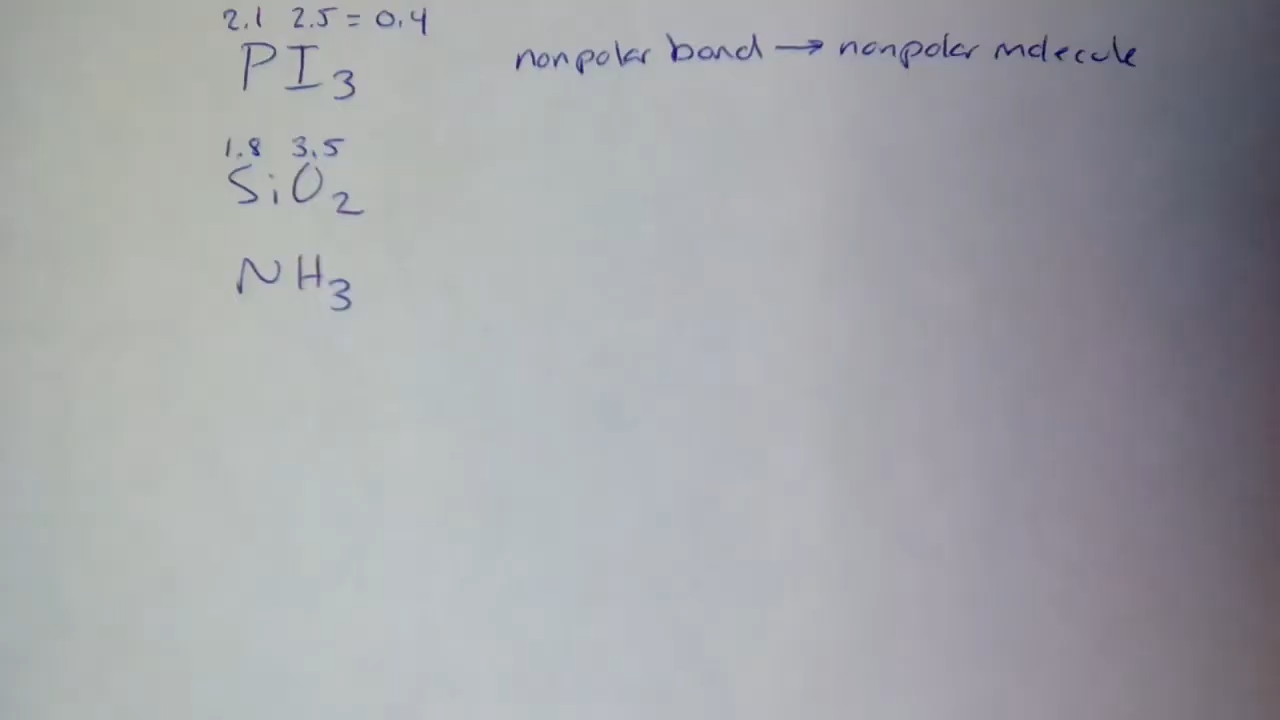 2.1 2.5 = 0.4
PI₃ nonpolar bond → nonpolar molecule
1.8 3.5
SiO₂
NH₃